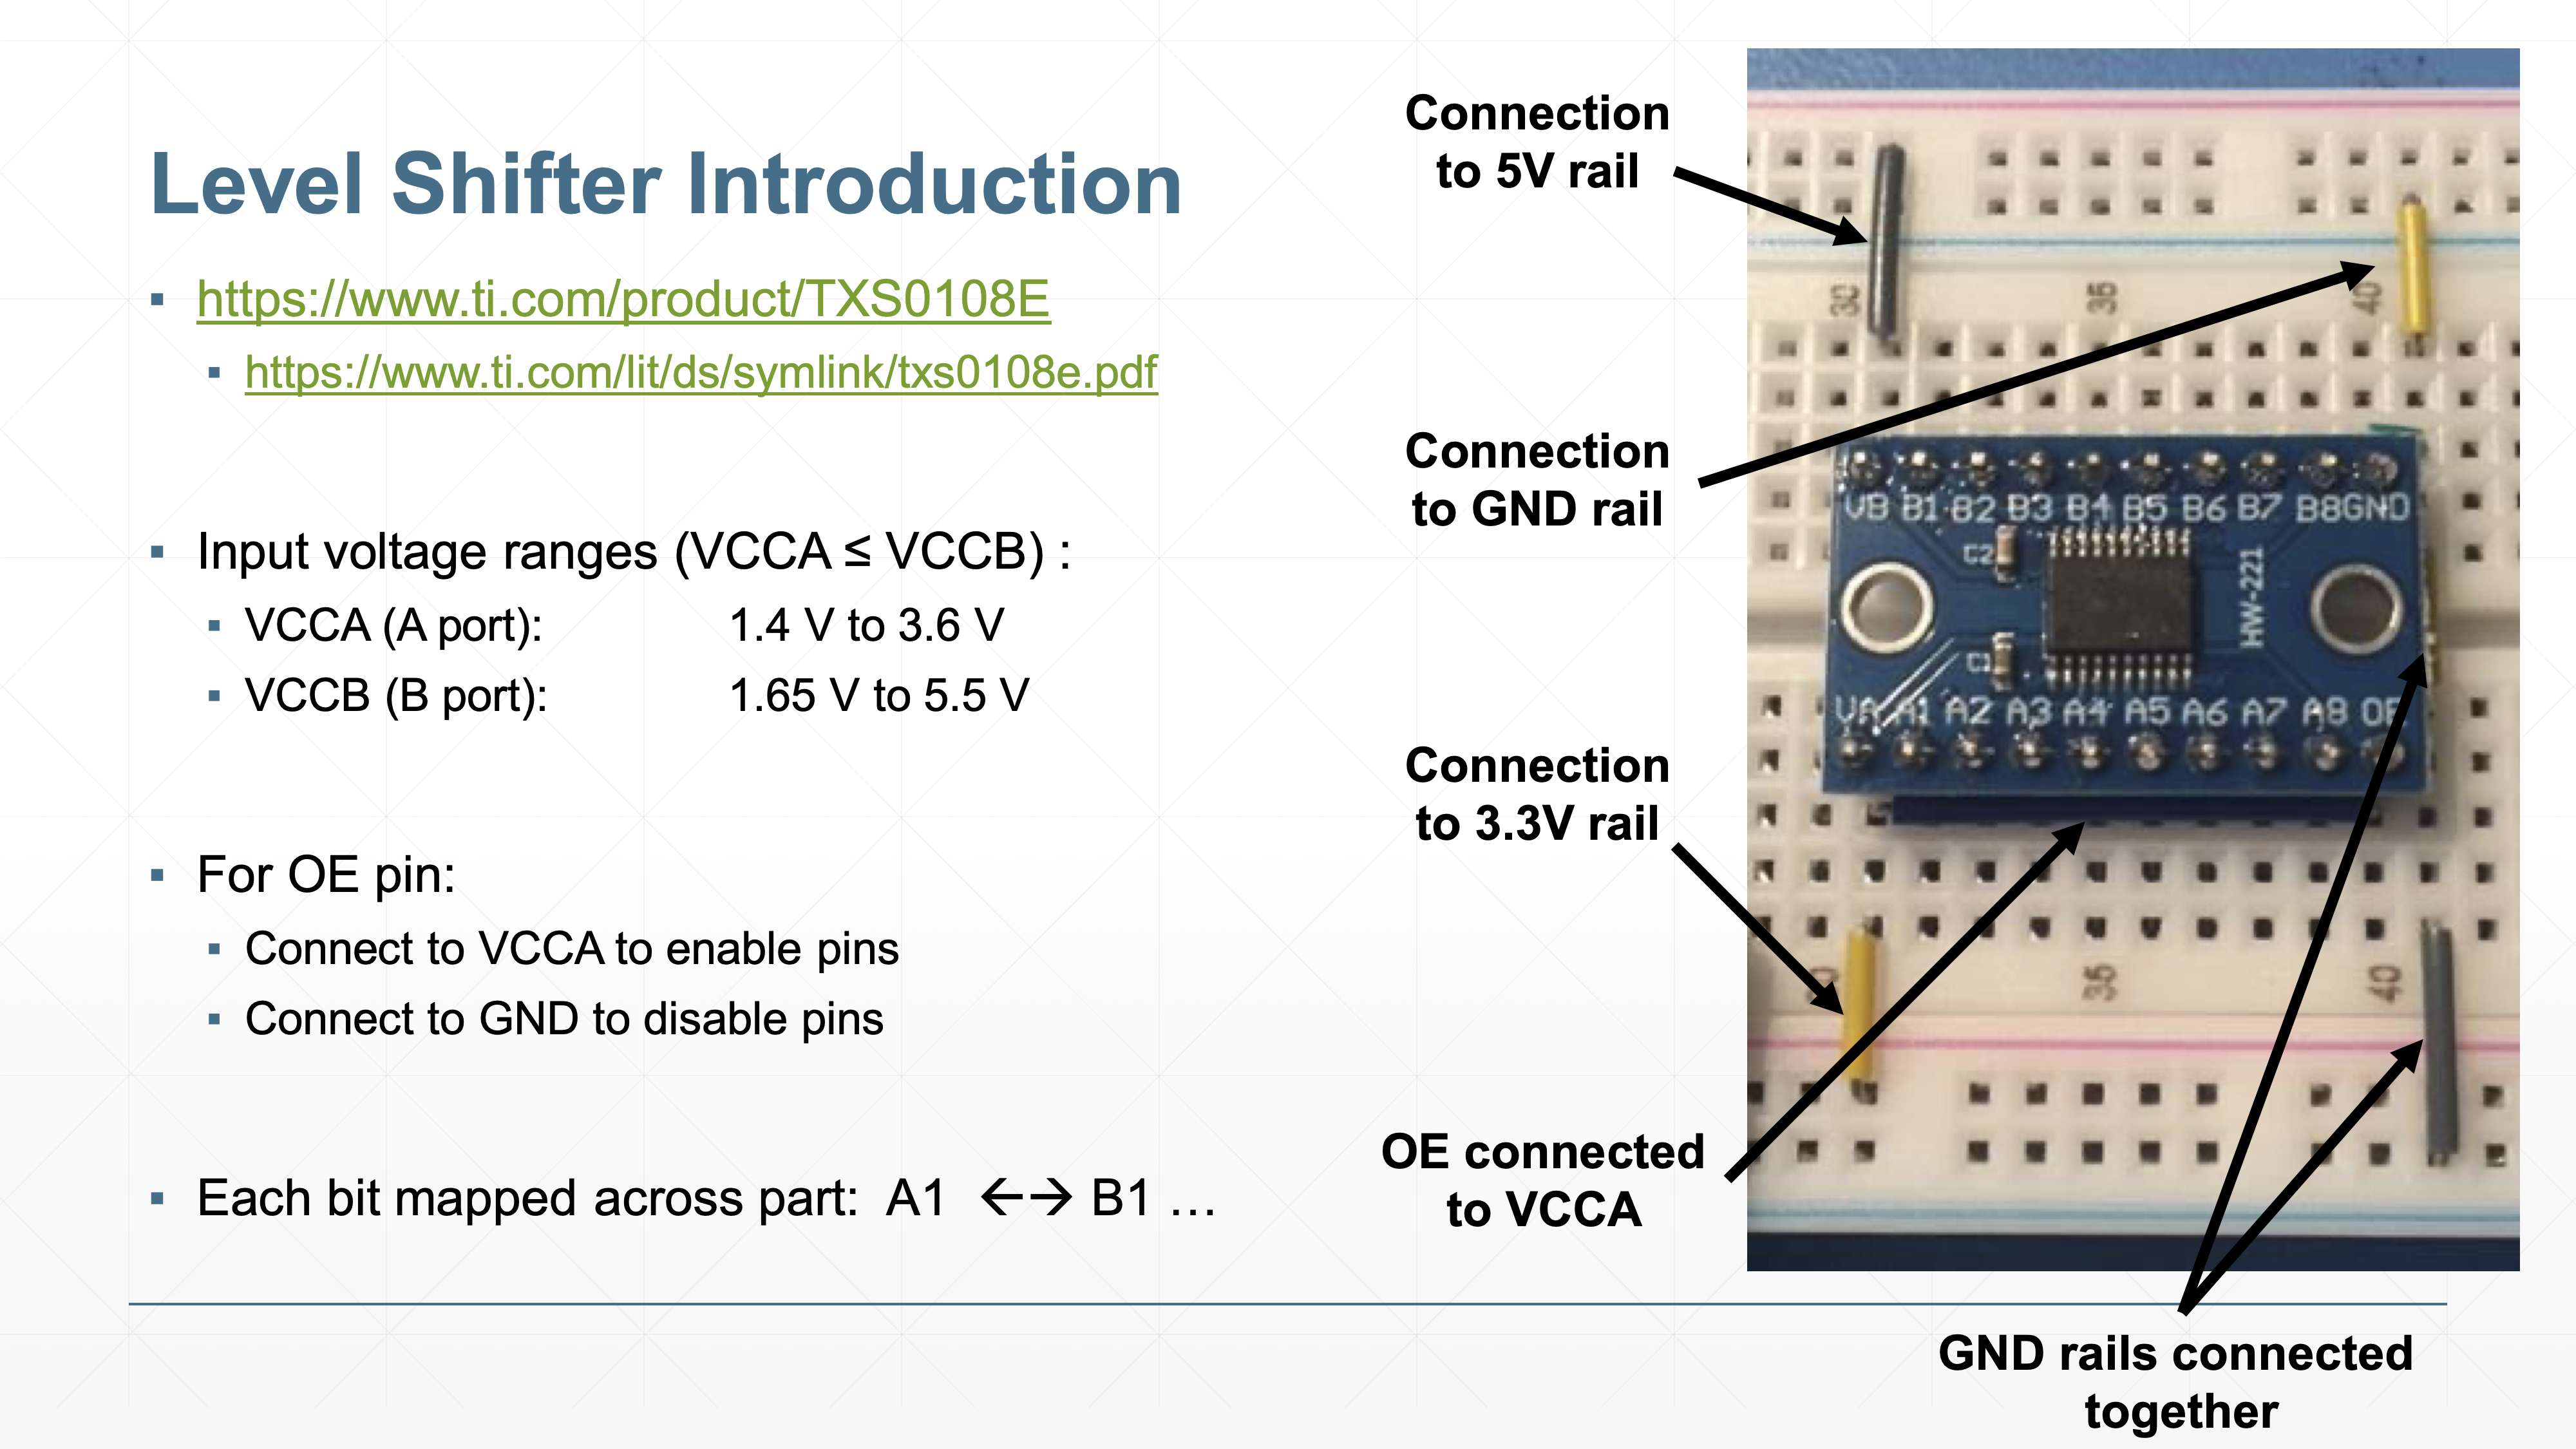 Level Shifter Introduction
https://www.ti.com/product/TXS0108E
https://www.ti.com/lit/ds/symlink/txs0108e.pdf
Input voltage ranges (VCCA ≤ VCCB) :
VCCA (A port): 1.4 V to 3.6 V
VCCB (B port): 1.65 V to 5.5 V
For OE pin:
Connect to VCCA to enable pins
Connect to GND to disable pins
Each bit mapped across part: A1 ←→ B1 ...
Connection
to 5V rail
Connection
to GND rail
Connection
to 3.3V rail
OE connected
to VCCA
GND rails connected
together
30 35 40
VB B1 B2 B3 B4 B5 B6 B7 B8 GND
C2
HW-221
C1
VA A1 A2 A3 A4 A5 A6 A7 A8
35 40